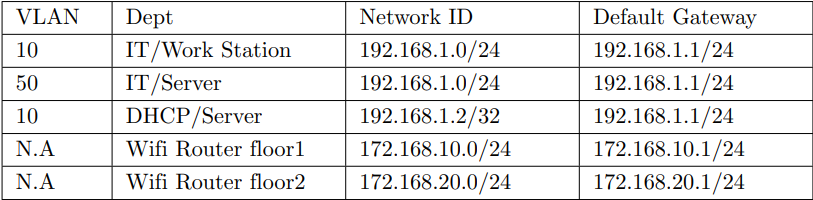 VLAN Dept Network ID Default Gateway
10 IT/Work Station 192.168.1.0/24 192.168.1.1/24
50 IT/Server 192.168.1.0/24 192.168.1.1/24
10 DHCP/Server 192.168.1.2/32 192.168.1.1/24
N.A Wifi Router floor1 172.168.10.0/24 172.168.10.1/24
N.A Wifi Router floor2 172.168.20.0/24 172.168.20.1/24